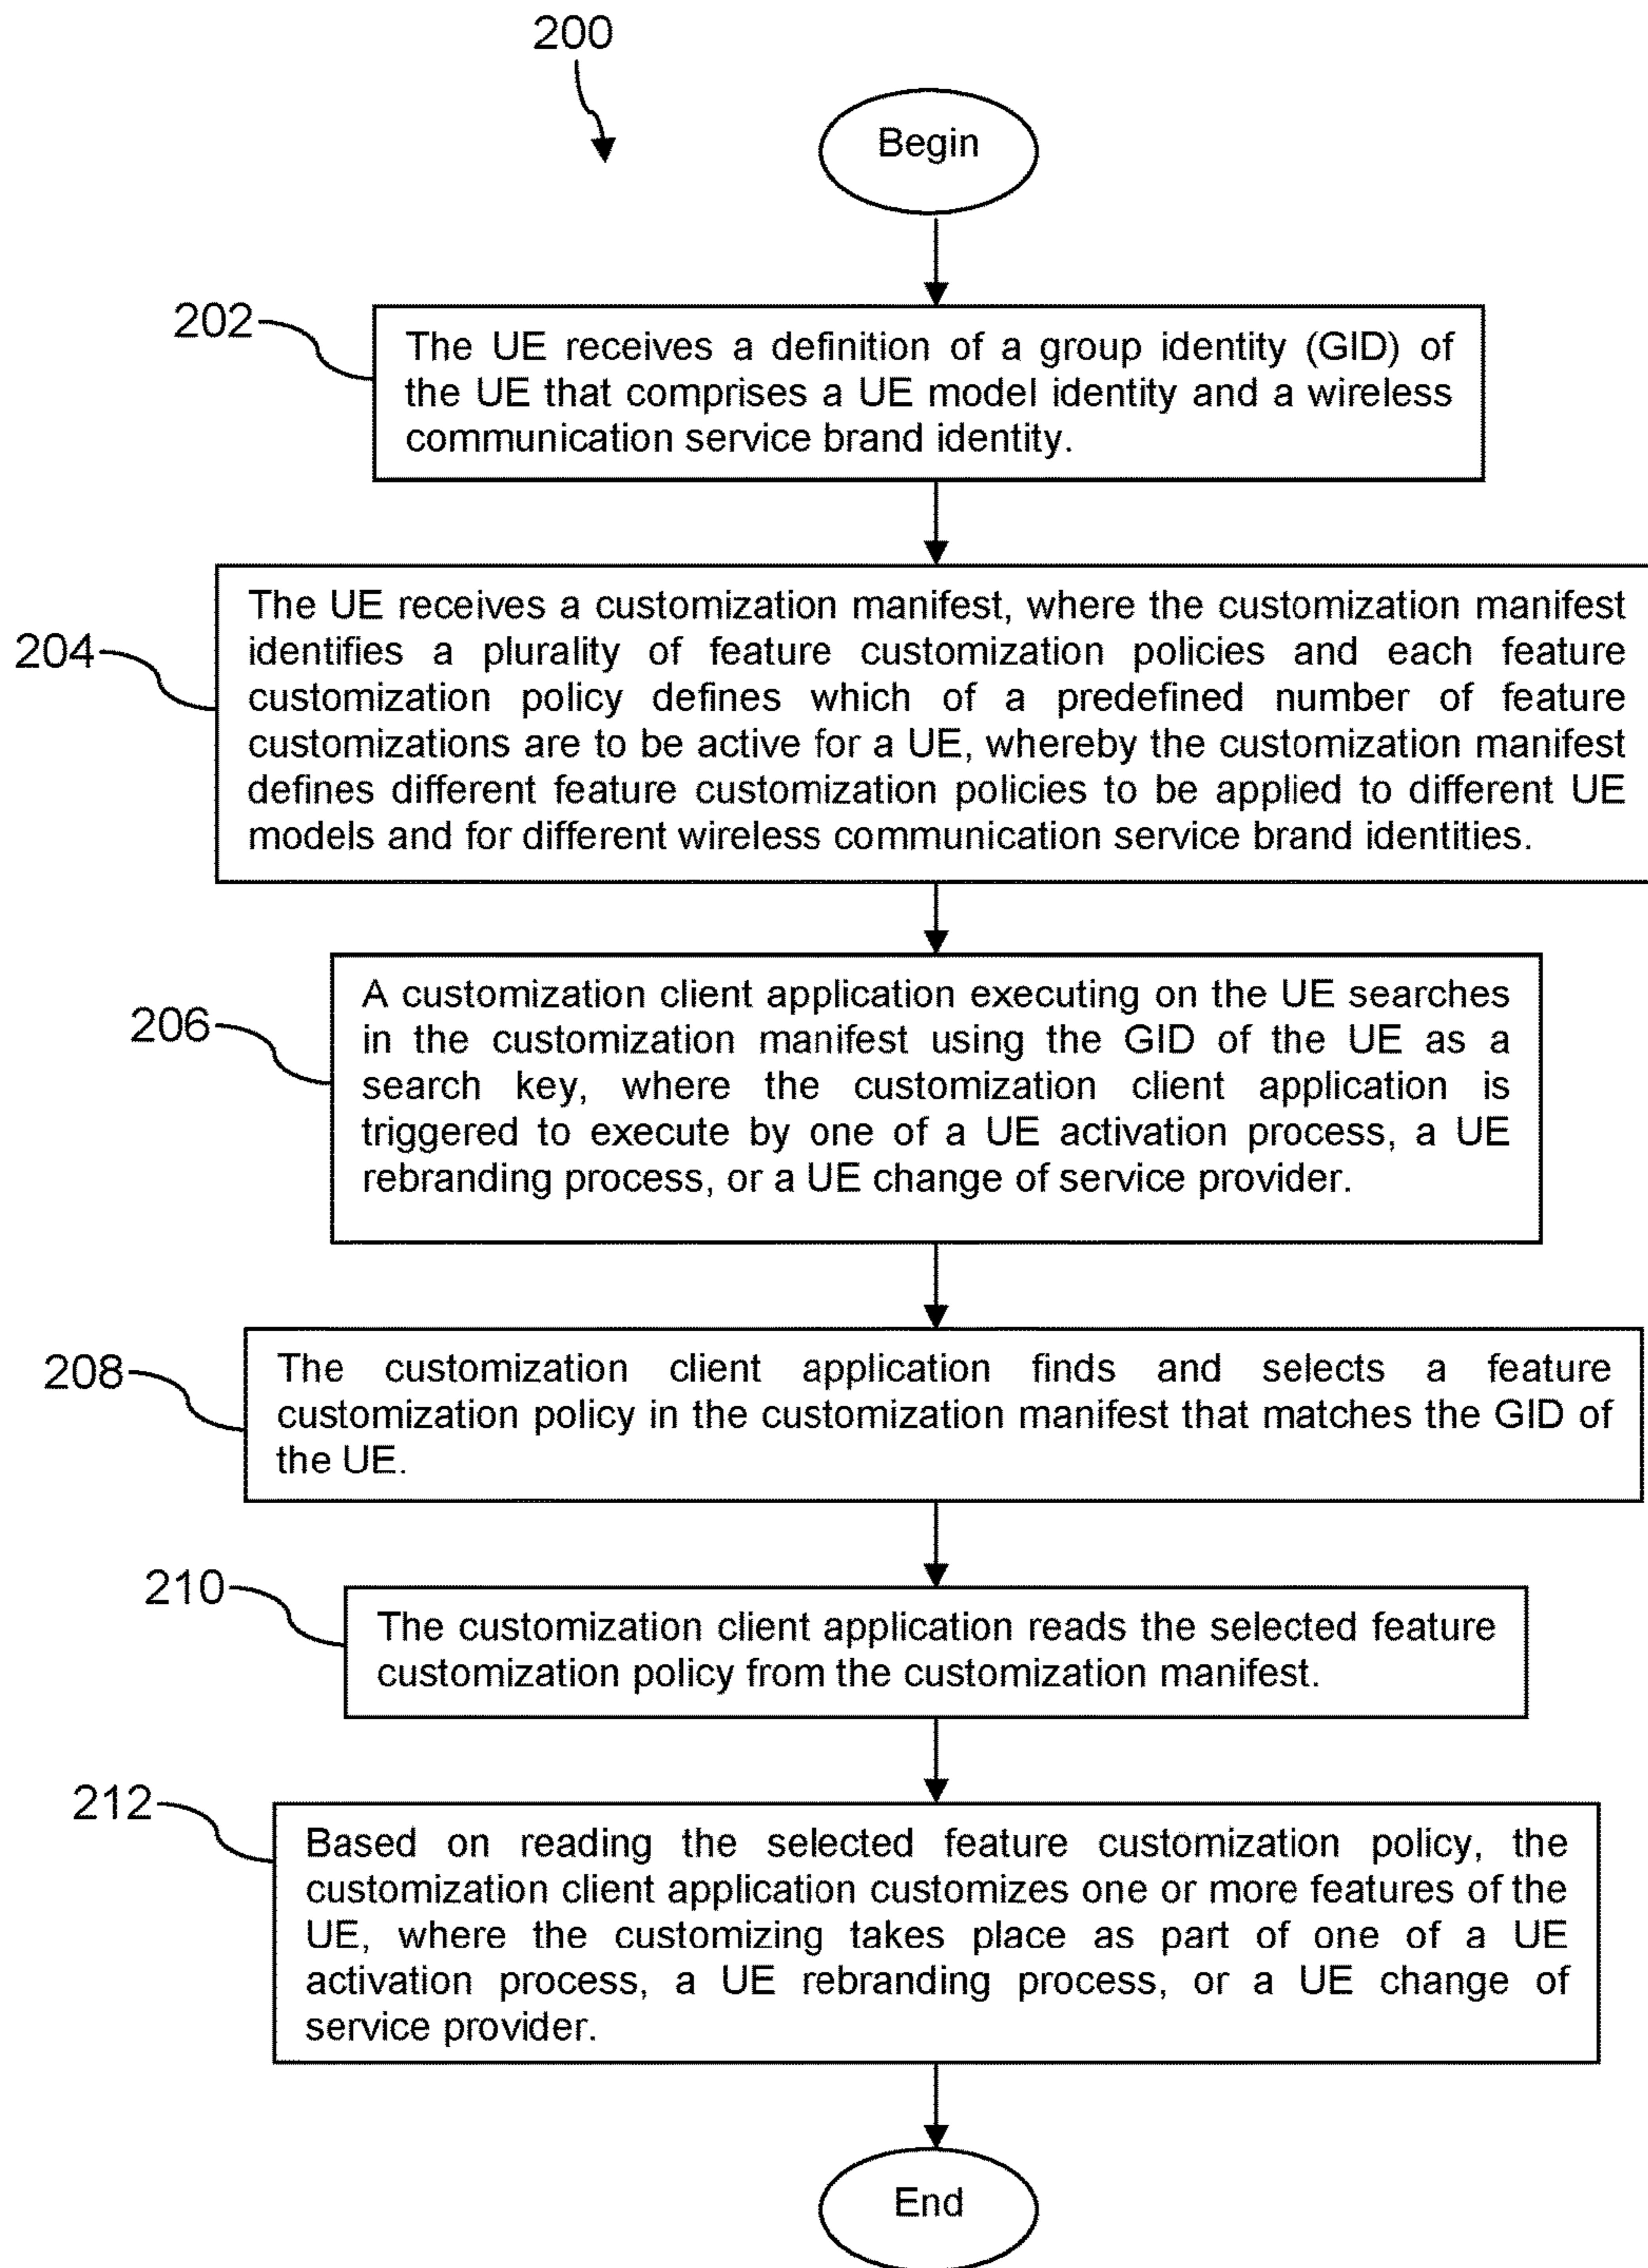 200
Begin
202
The UE receives a definition of a group identity (GID) of
the UE that comprises a UE model identity and a wireless
communication service brand identity.
204
The UE receives a customization manifest, where the customization manifest
identifies a plurality of feature customization policies and each feature
customization policy defines which of a predefined number of feature
customizations are to be active for a UE, whereby the customization manifest
defines different feature customization policies to be applied to different UE
models and for different wireless communication service brand identities.
206
A customization client application executing on the UE searches
in the customization manifest using the GID of the UE as a
search key, where the customization client application is
triggered to execute by one of a UE activation process, a UE
rebranding process, or a UE change of service provider.
208
The customization client application finds and selects a feature
customization policy in the customization manifest that matches the GID of
the UE.
210
The customization client application reads the selected feature
customization policy from the customization manifest.
212
Based on reading the selected feature customization policy, the
customization client application customizes one or more features of the
UE, where the customizing takes place as part of one of a UE
activation process, a UE rebranding process, or a UE change of
service provider.
End